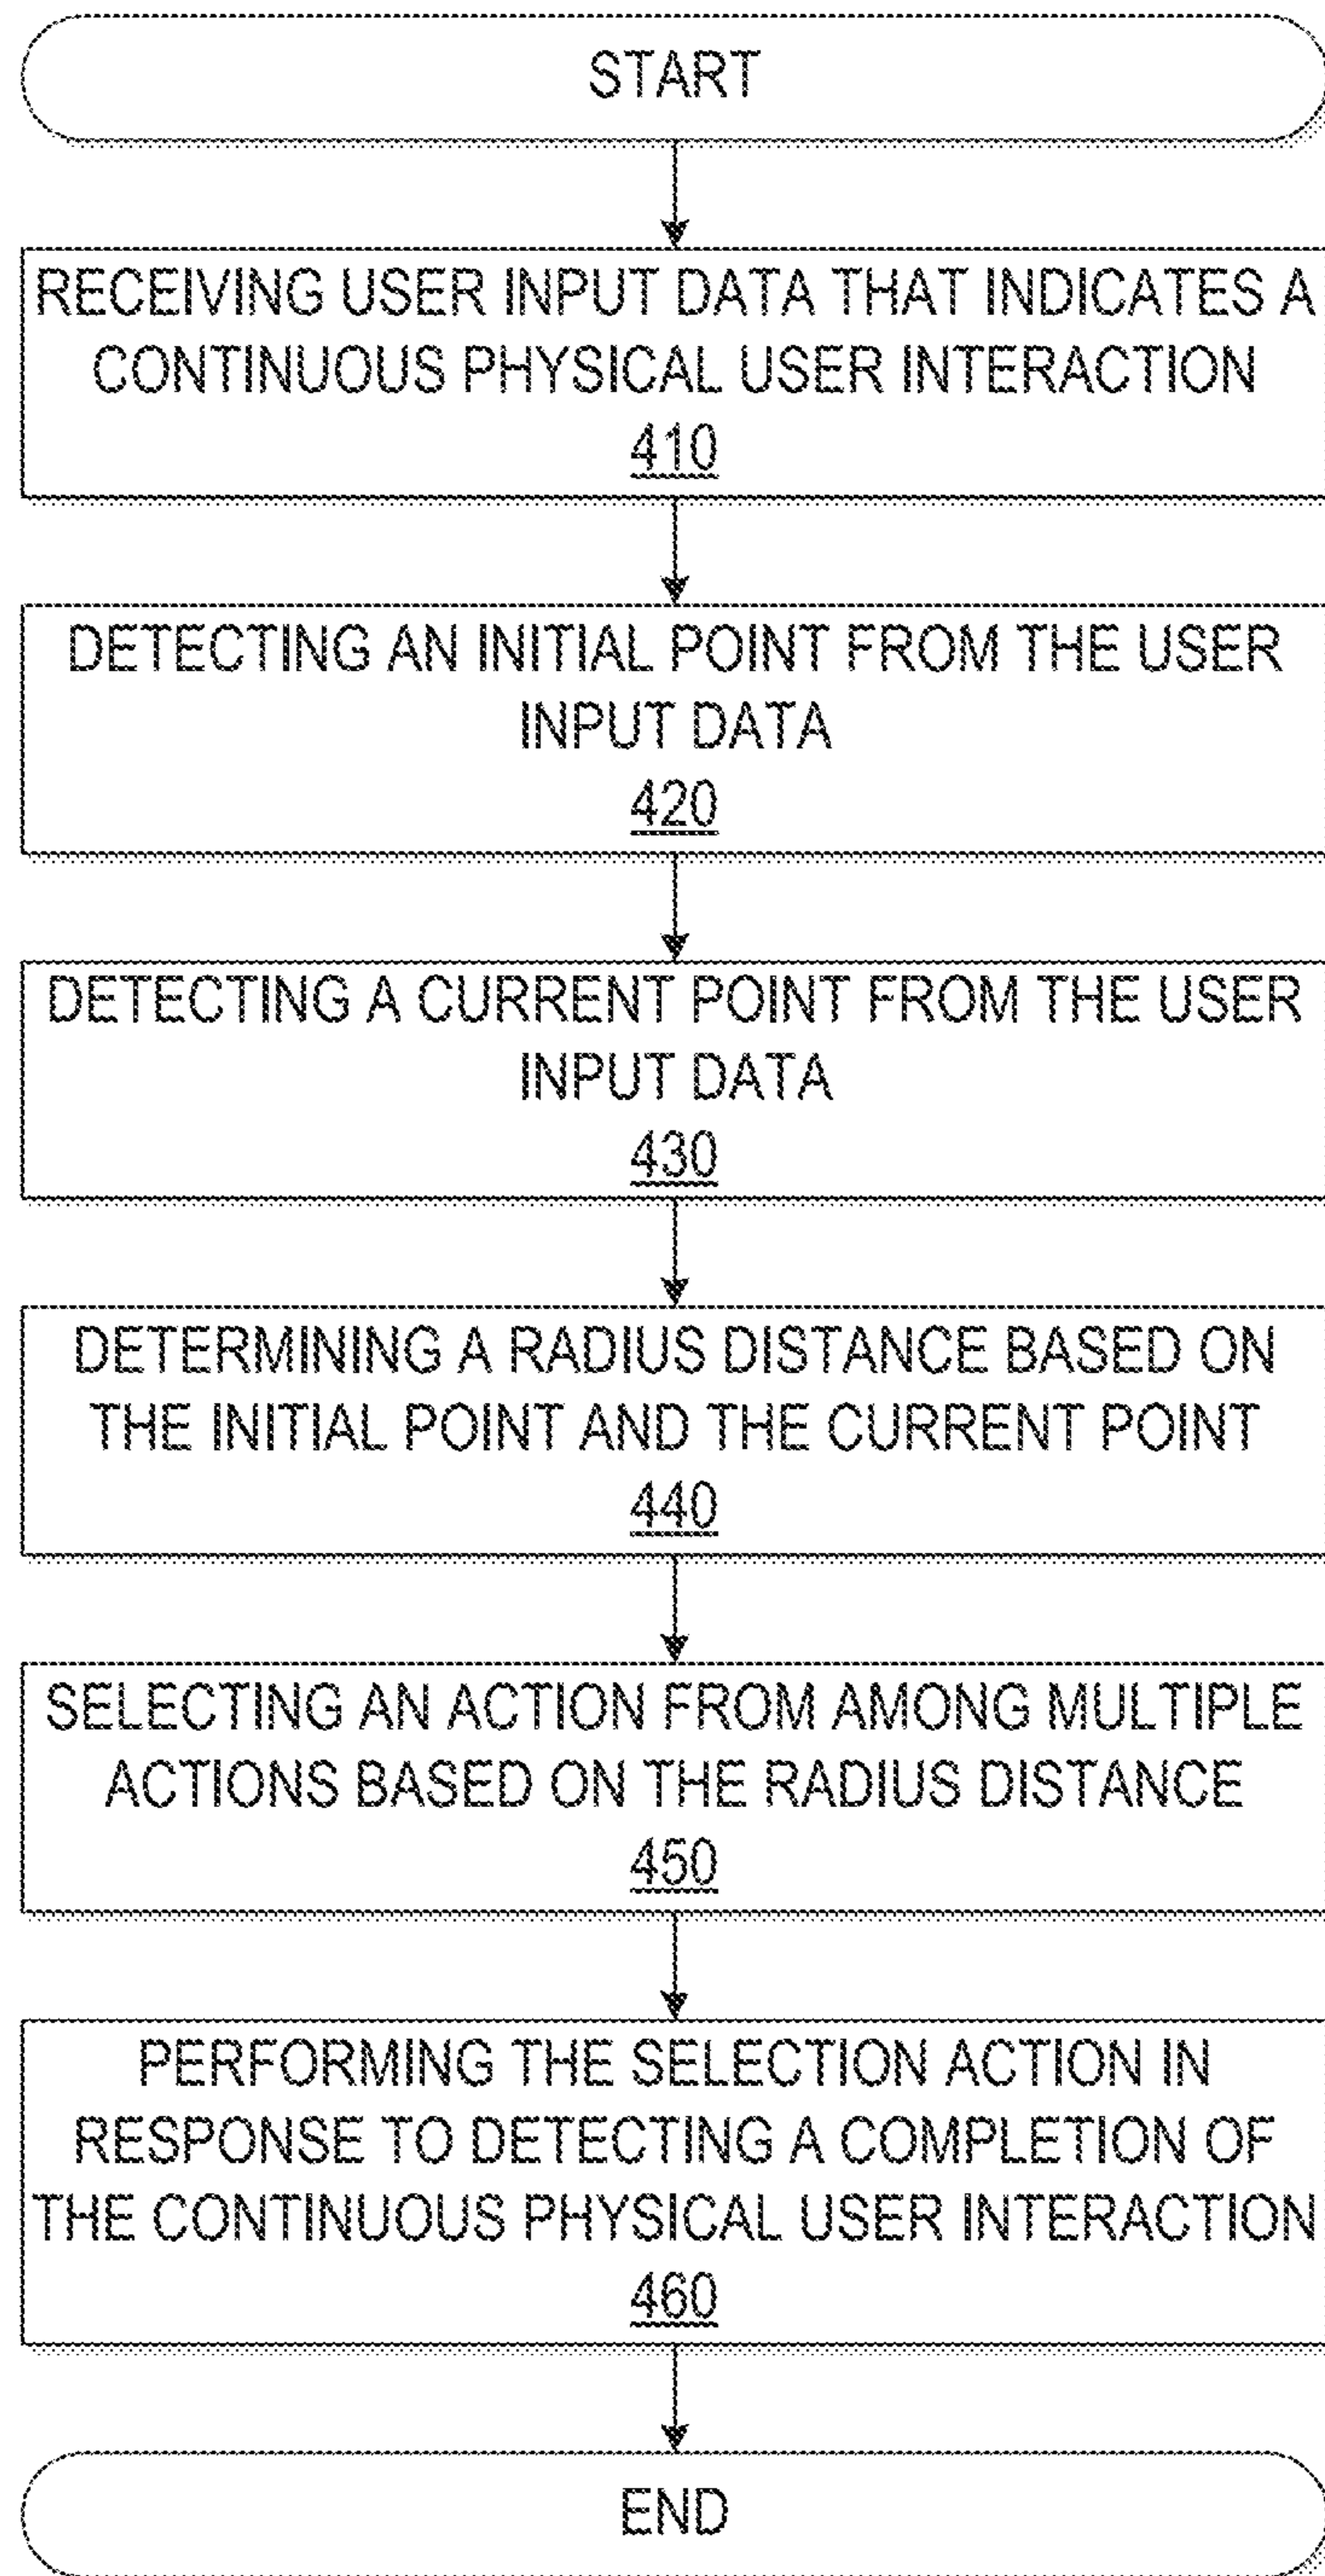 START
RECEIVING USER INPUT DATA THAT INDICATES A
CONTINUOUS PHYSICAL USER INTERACTION
410
DETECTING AN INITIAL POINT FROM THE USER
INPUT DATA
420
DETECTING A CURRENT POINT FROM THE USER
INPUT DATA
430
DETERMINING A RADIUS DISTANCE BASED ON
THE INITIAL POINT AND THE CURRENT POINT
440
SELECTING AN ACTION FROM AMONG MULTIPLE
ACTIONS BASED ON THE RADIUS DISTANCE
450
PERFORMING THE SELECTION ACTION IN
RESPONSE TO DETECTING A COMPLETION OF
THE CONTINUOUS PHYSICAL USER INTERACTION
460
END